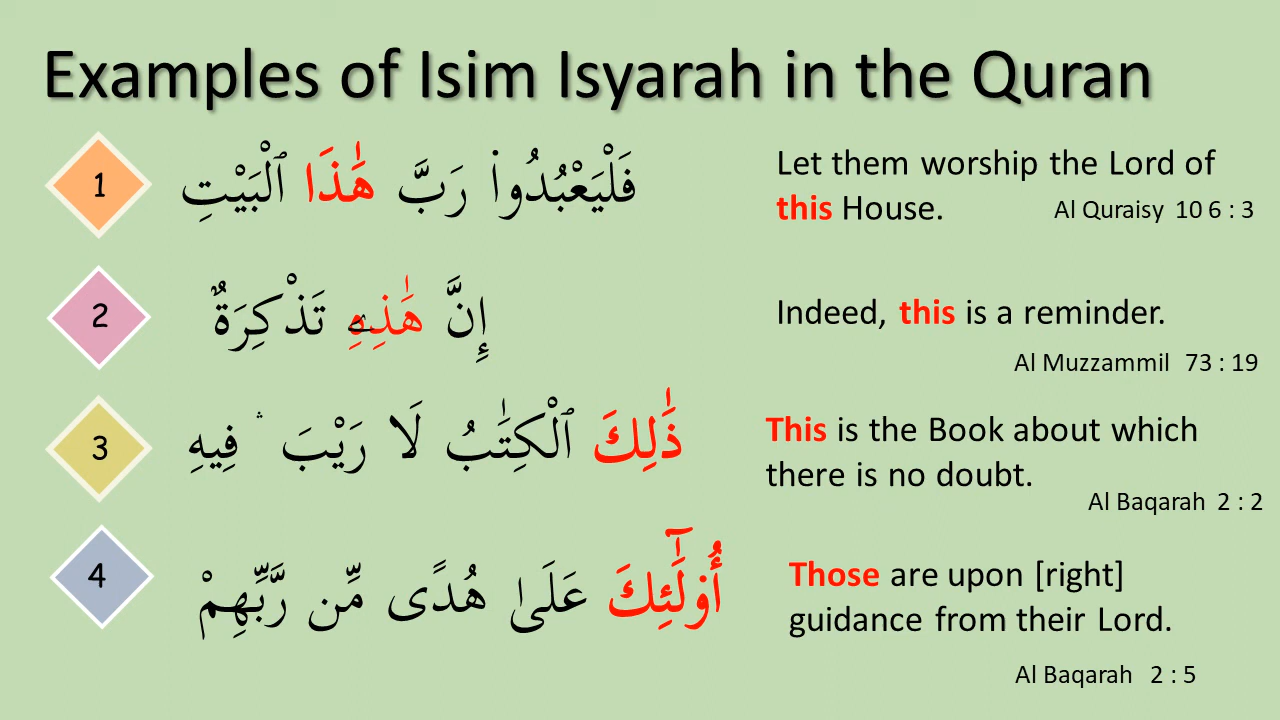 Examples of Isim Isyarah in the Quran
1
فَلْيَعْبُدُوا۟ رَبَّ هَٰذَا ٱلْبَيْتِ
Let them worship the Lord of
this House.
Al Quraisy 10 6 : 3
2
إِنَّ هَٰذِهِۦ تَذْكِرَةٌ
Indeed, this is a reminder.
Al Muzzammil 73 : 19
3
ذَٰلِكَ ٱلْكِتَٰبُ لَا رَيْبَ ۛ فِيهِ
This is the Book about which
there is no doubt.
Al Baqarah 2 : 2
4
أُو۟لَٰٓئِكَ عَلَىٰ هُدًى مِّن رَّبِّهِمْ
Those are upon [right]
guidance from their Lord.
Al Baqarah 2 : 5